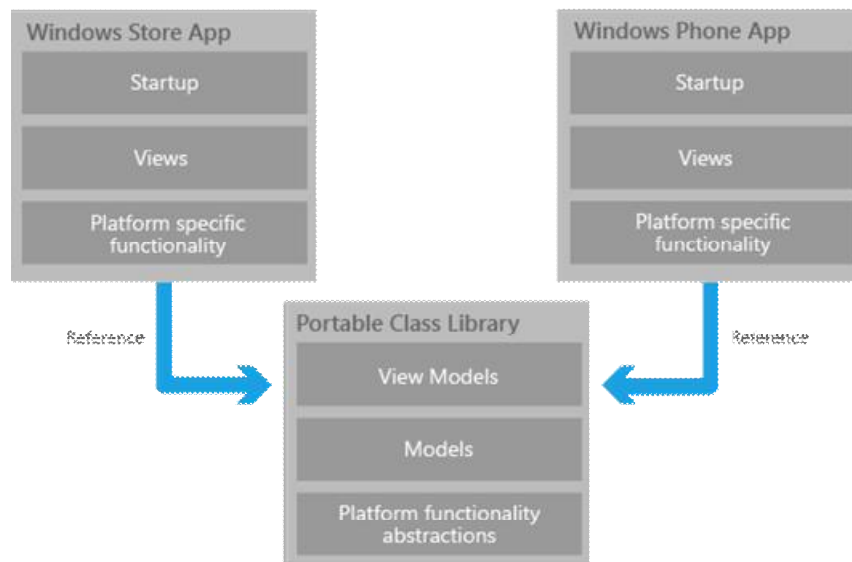 Windows Store App
Startup
Views
Platform specific
functionality
Windows Phone App
Startup
Views
Platform specific
functionality
Reference
Reference
Portable Class Library
View Models
Models
Platform functionality
abstractions